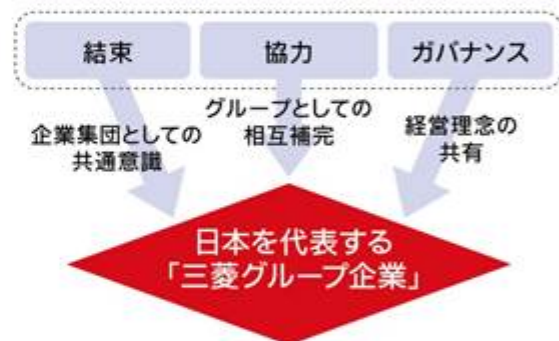 結束
協力
ガバナンス
企業集団としての
共通意識
グループとしての
相互補完
経営理念の
共有
日本を代表する
「三菱グループ企業」